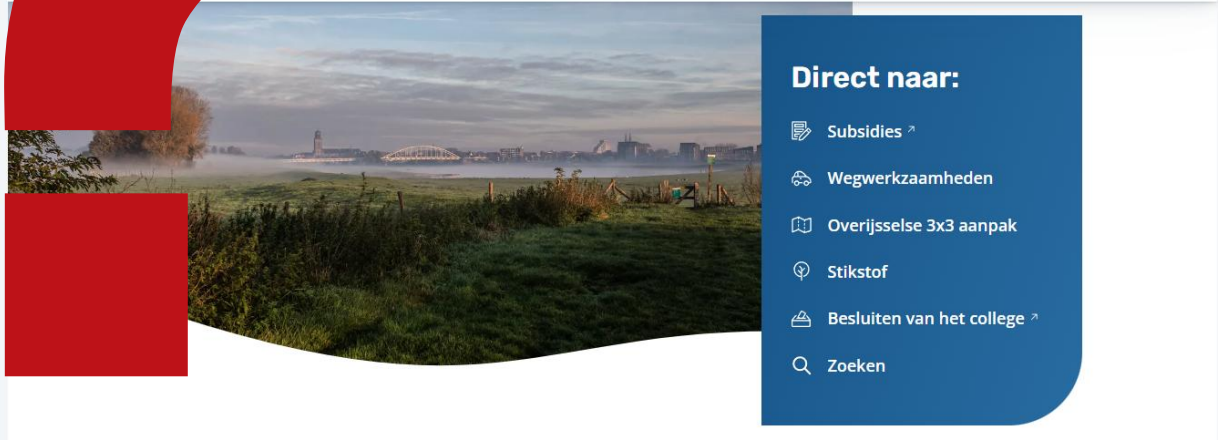 Direct naar:
Subsidies
Wegwerkzaamheden
Overijsselse 3x3 aanpak
Stikstof
Besluiten van het college
Zoeken